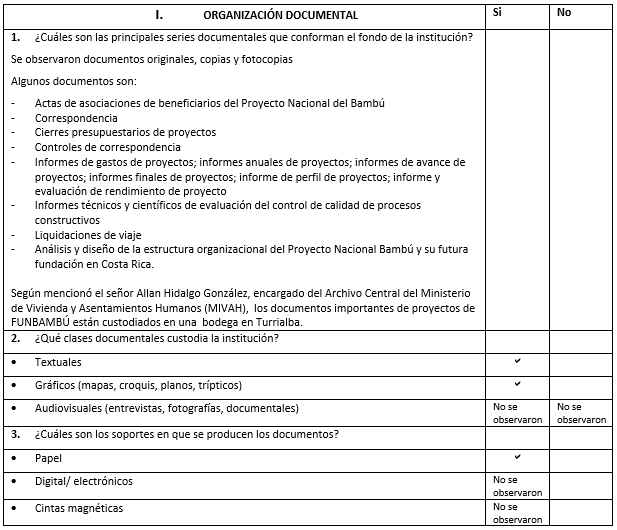 I. ORGANIZACIÓN DOCUMENTAL Si No
1. ¿Cuáles son las principales series documentales que conforman el fondo de la institución?
Se observaron documentos originales, copias y fotocopias
Algunos documentos son:
- Actas de asociaciones de beneficiarios del Proyecto Nacional del Bambú
- Correspondencia
- Cierres presupuestarios de proyectos
- Controles de correspondencia
- Informes de gastos de proyectos; informes anuales de proyectos; informes de avance de
proyectos; informes finales de proyectos; informe de perfil de proyectos; informe y
evaluación de rendimiento de proyecto
- Informes técnicos y científicos de evaluación del control de calidad de procesos
constructivos
- Liquidaciones de viaje
- Análisis y diseño de la estructura organizacional del Proyecto Nacional Bambú y su futura
fundación en Costa Rica.
Según mencionó el señor Allan Hidalgo González, encargado del Archivo Central del Ministerio
de Vivienda y Asentamientos Humanos (MIVAH), los documentos importantes de proyectos de
FUNBAMBÚ están custodiados en una bodega en Turrialba.
2. ¿Qué clases documentales custodia la institución?
• Textuales ✓
• Gráficos (mapas, croquis, planos, trípticos) ✓
• Audiovisuales (entrevistas, fotografías, documentales) No se No se
observaron observaron
3. ¿Cuáles son los soportes en que se producen los documentos?
• Papel ✓
• Digital/ electrónicos No se
observaron
• Cintas magnéticas No se
observaron